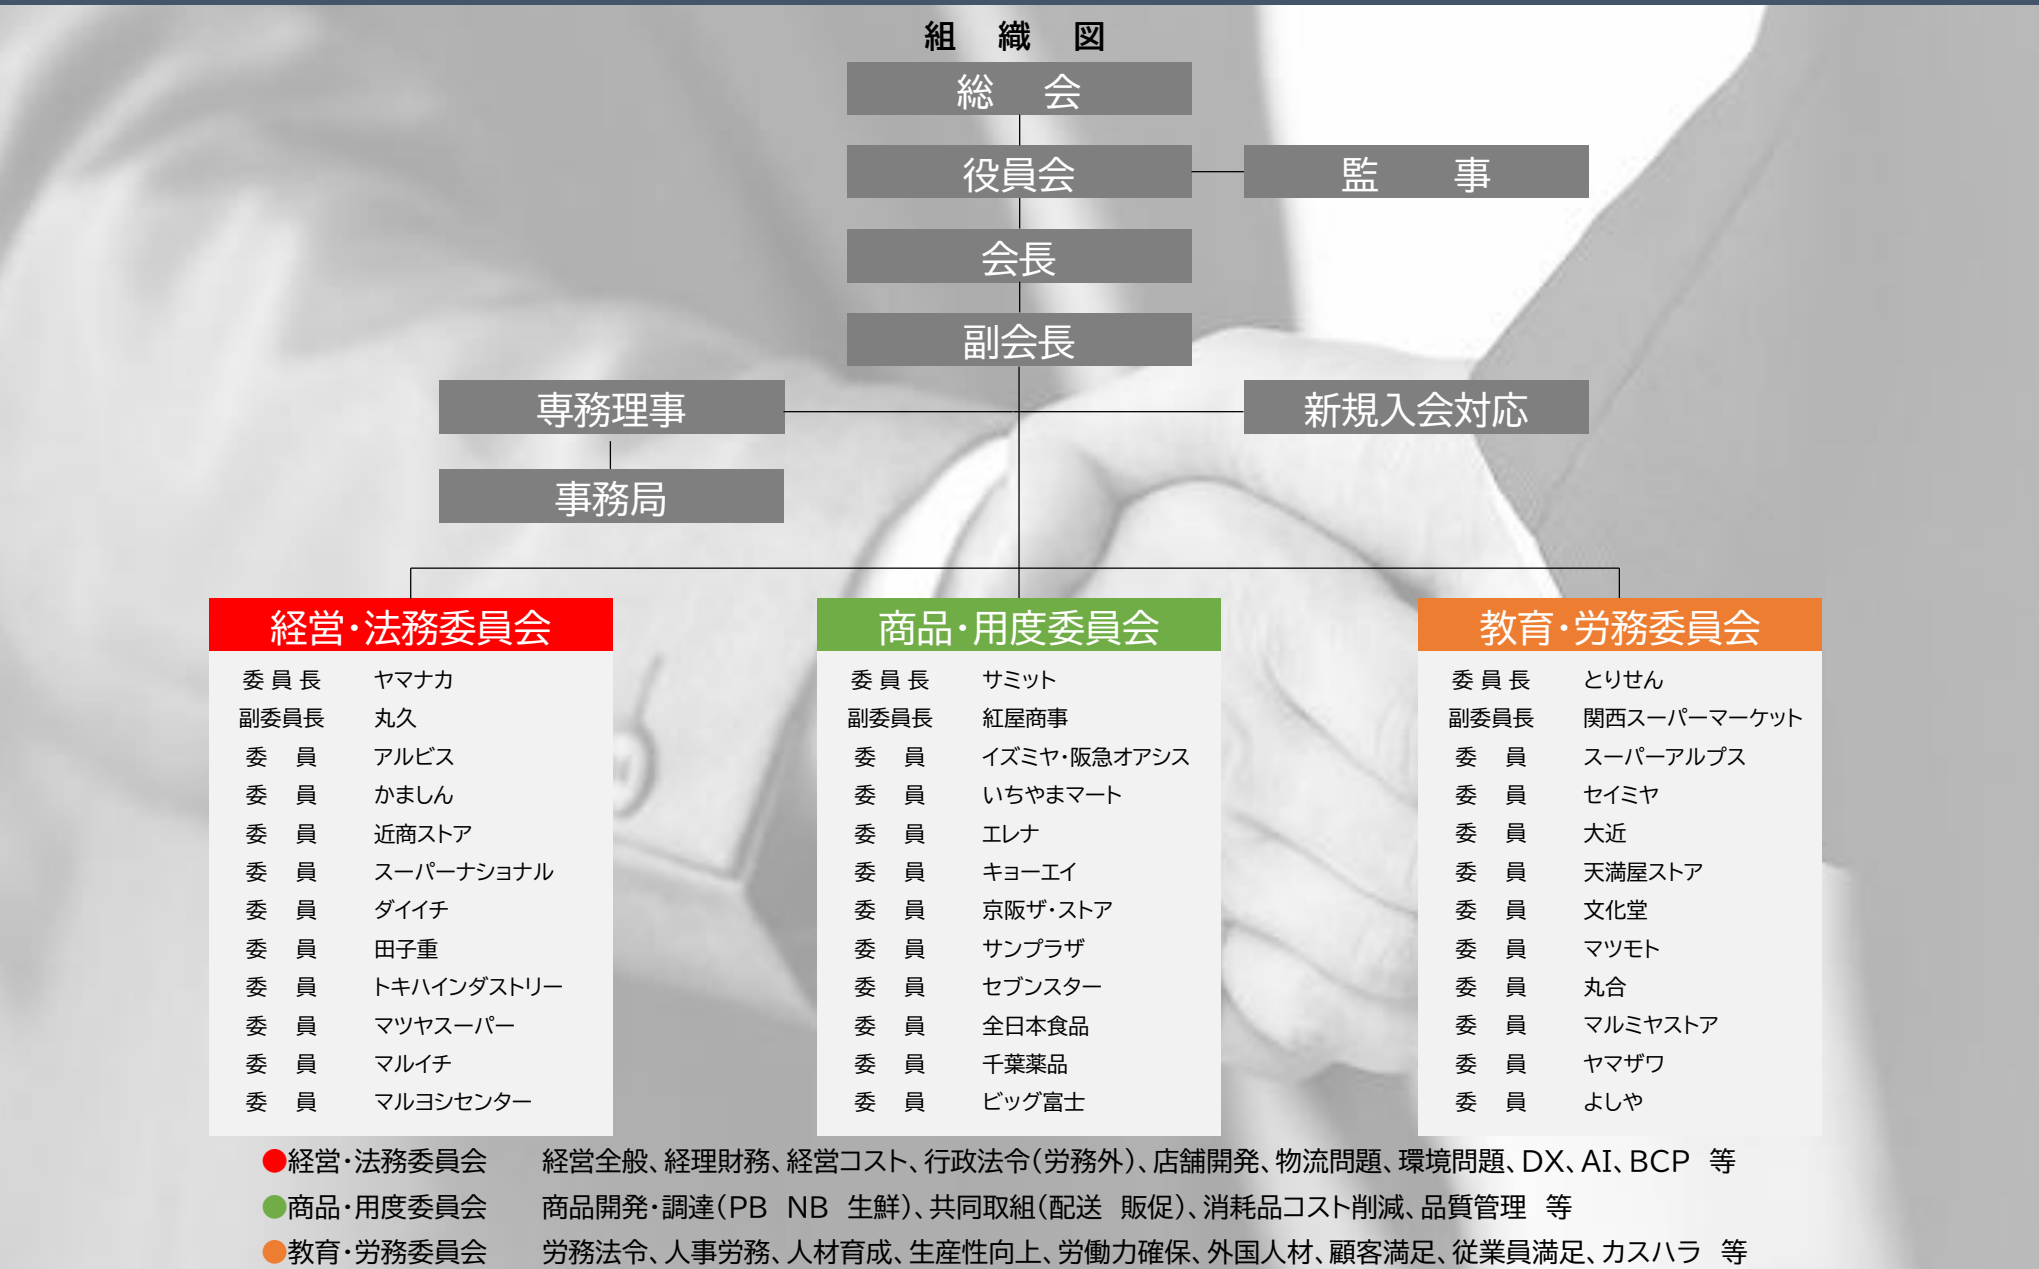 組　織　図
総　会
役員会
監　事
会長
副会長
専務理事
新規入会対応
事務局
経営・法務委員会
委員長　ヤマナカ
副委員長　丸久
委　員　アルビス
委　員　かましん
委　員　近商ストア
委　員　スーパーナショナル
委　員　ダイイチ
委　員　田子重
委　員　トキハインダストリー
委　員　マツヤスーパー
委　員　マルイチ
委　員　マルヨシセンター
商品・用度委員会
委員長　サミット
副委員長　紅屋商事
委　員　イズミヤ・阪急オアシス
委　員　いちやまマート
委　員　エレナ
委　員　キョーエイ
委　員　京阪ザ・ストア
委　員　サンプラザ
委　員　セブンスター
委　員　全日本食品
委　員　千葉薬品
委　員　ビッグ富士
教育・労務委員会
委員長　とりせん
副委員長　関西スーパーマーケット
委　員　スーパーアルプス
委　員　セイミヤ
委　員　大近
委　員　天満屋ストア
委　員　文化堂
委　員　マツモト
委　員　丸合
委　員　マルミヤストア
委　員　ヤマザワ
委　員　よしや
●経営・法務委員会　経営全般、経理財務、経営コスト、行政法令（労務外）、店舗開発、物流問題、環境問題、DX、AI、BCP　等
●商品・用度委員会　商品開発・調達（PB　NB　生鮮）、共同取組（配送　販促）、消耗品コスト削減、品質管理　等
●教育・労務委員会　労務法令、人事労務、人材育成、生産性向上、労働力確保、外国人材、顧客満足、従業員満足、カスハラ　等